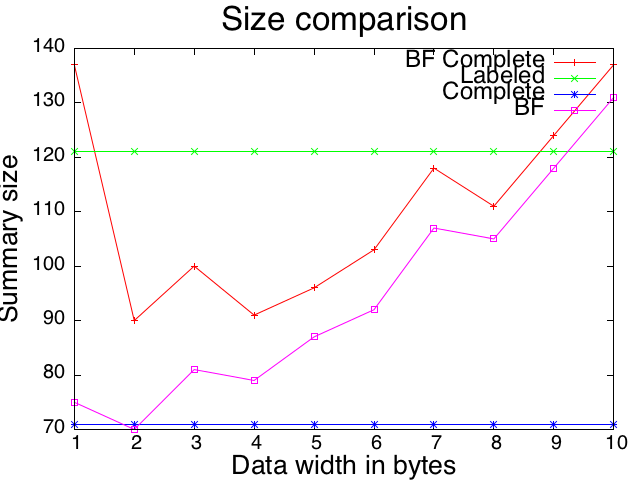 Size comparison
140
130
120
110
100
90
80
70
Summary size
BF Complete
Labeled
Complete
BF
1 2 3 4 5 6 7 8 9 10
Data width in bytes